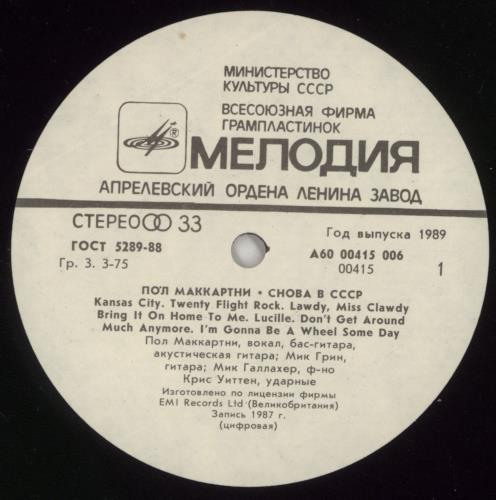 МИНИСТЕРСТВО
КУЛЬТУРЫ СССР
ВСЕСОЮЗНАЯ ФИРМА
ГРАМПЛАСТИНОК
®
МЕЛОДИЯ
АПРЕЛЕВСКИЙ ОРДЕНА ЛЕНИНА ЗАВОД
СТЕРЕО 33
Год выпуска 1989
ГОСТ 5289-88
А60 00415 006
Гр. 3. 3-75
00415
1
ПОЛ МАККАРТНИ • СНОВА В СССР
Kansas City. Twenty Flight Rock. Lawdy, Miss Clawdy
Bring It On Home To Me. Lucille. Don't Get Around
Much Anymore. I'm Gonna Be A Wheel Some Day
Пол Маккартни, вокал, бас-гитара,
акустическая гитара; Мик Грин,
гитара; Мик Галлахер, ф-но
Крис Уиттен, ударные
Изготовлено по лицензии фирмы
EMI Records Ltd (Великобритания)
Запись 1987 г.
(цифровая)